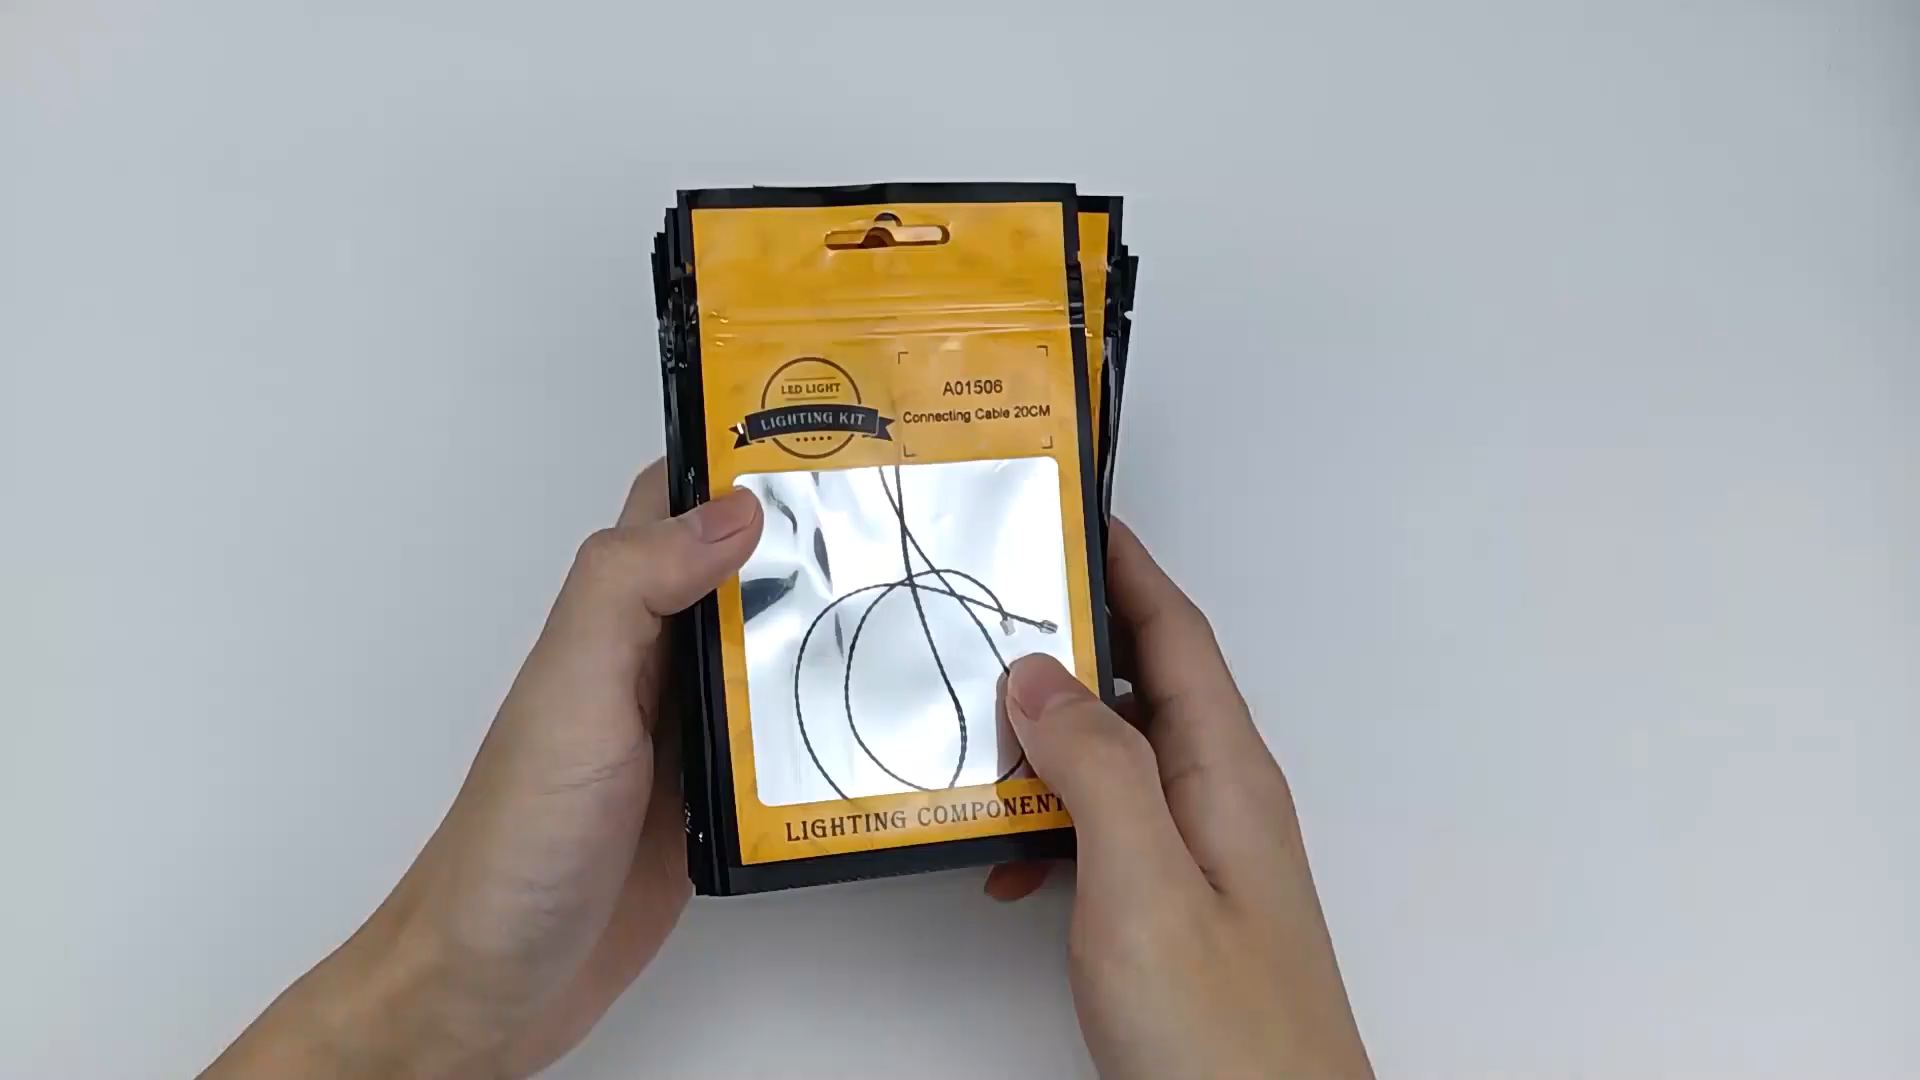 LED LIGHT
LIGHTING KIT
A01506
Connecting Cable 20CM
LIGHTING COMPONENT